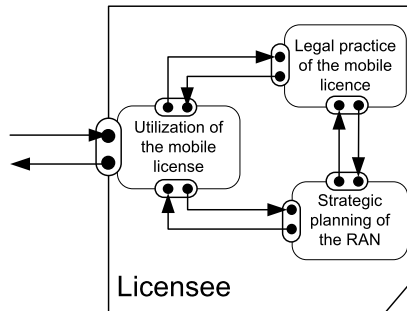 Legal practice
of the mobile
licence
Utilization of
the mobile
license
Strategic
planning of
the RAN
Licensee